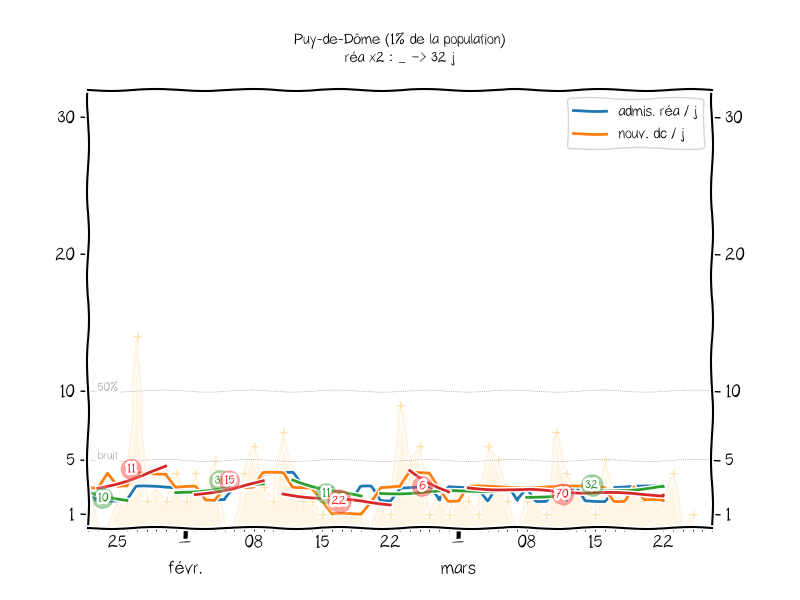 Puy-de-Dôme (1% de la population)
réa x2 : _ -> 32 j
admis. réa / j
nouv. dc / j
30 30
20 20
10 50% 10
5 bruit 5
1 1
11 15 32
10 11 22 6 70
25 08 15 22 08 15 22
févr. mars